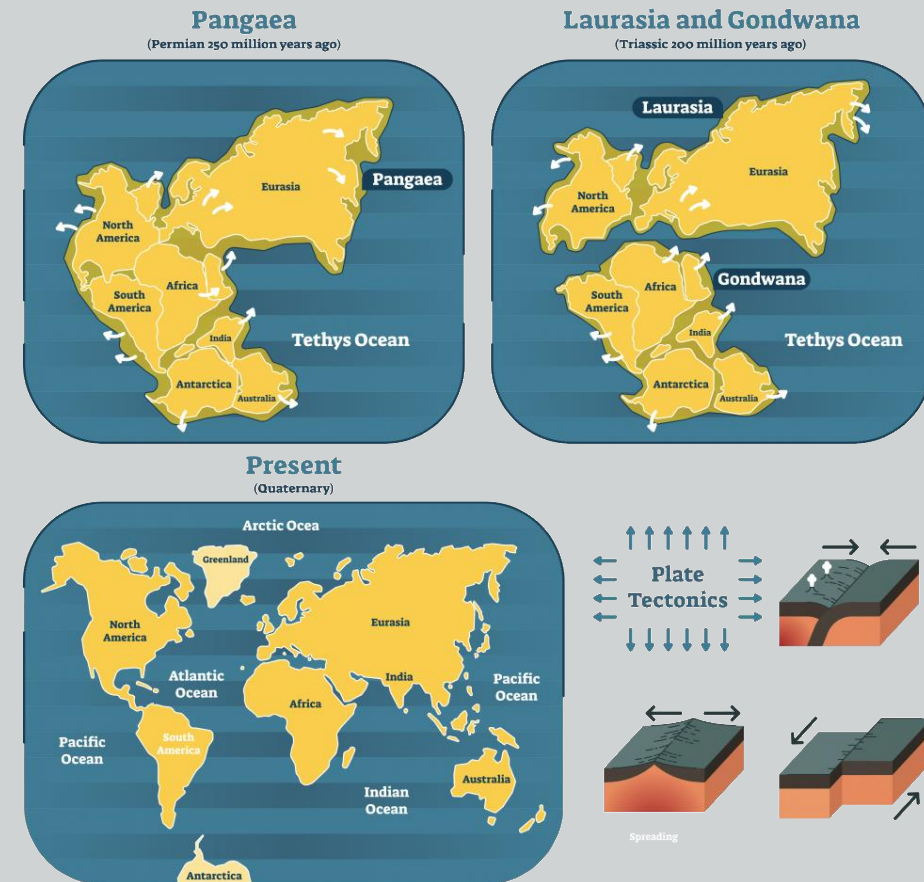 Pangaea
(Permian 250 million years ago)
Eurasia
Pangaea
North
America
Africa
South
America
India
Tethys Ocean
Antarctica
Australia
Laurasia and Gondwana
(Triassic 200 million years ago)
Laurasia
Eurasia
North
America
Africa
Gondwana
South
America
India
Tethys Ocean
Antarctica
Australia
Present
(Quaternary)
Arctic Ocea
Greenland
North
America
Eurasia
Atlantic
Ocean
India
Pacific
Ocean
Africa
Pacific
Ocean
South
America
Australia
Indian
Ocean
Antarctica
Plate
Tectonics
Spreading